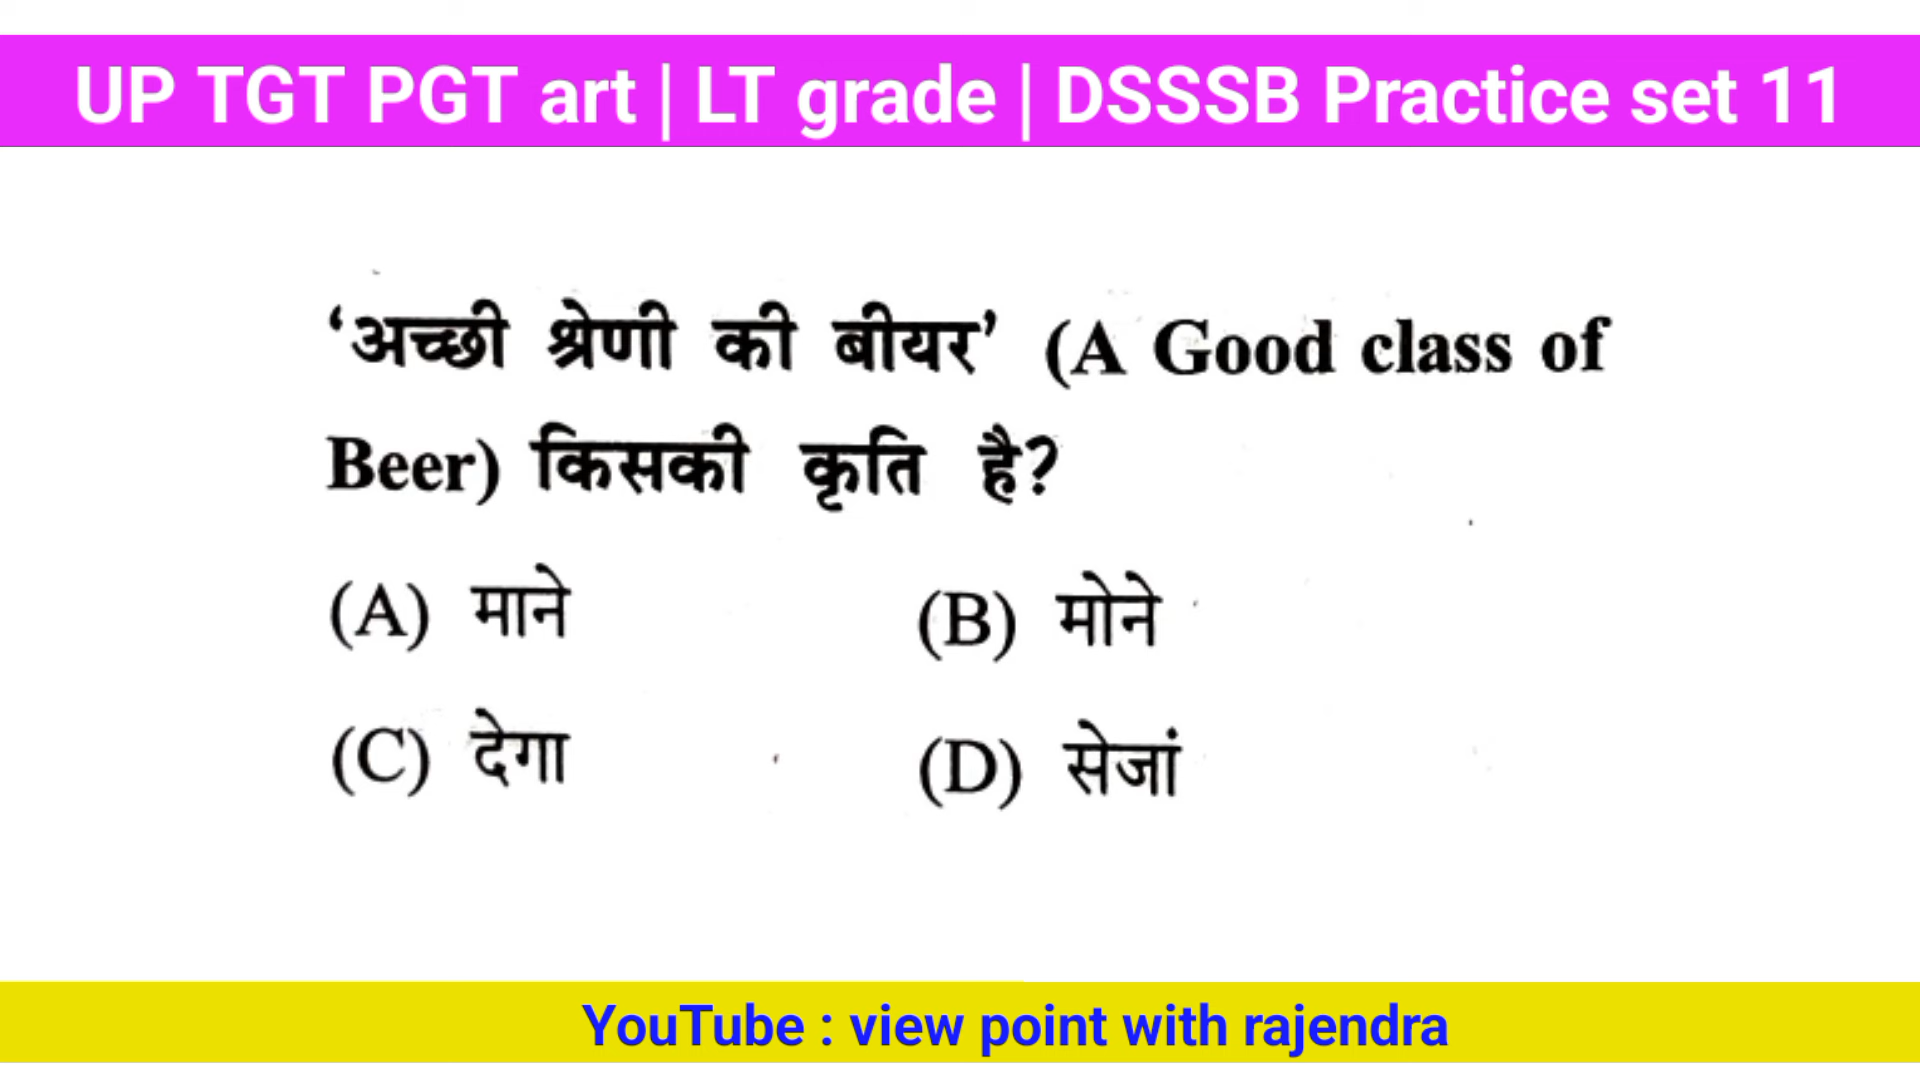 UP TGT PGT art | LT grade | DSSSB Practice set 11
‘अच्छी श्रेणी की बीयर’ (A Good class of
Beer) किसकी कृति है?
(A) माने (B) मोने
(C) देगा (D) सेजां
YouTube : view point with rajendra